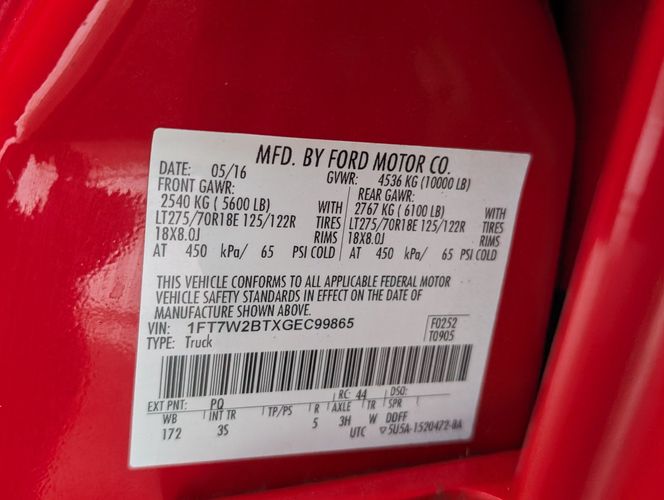 MFD. BY FORD MOTOR CO.
DATE: 05/16 GVWR: 4536 KG (10000 LB)
FRONT GAWR: REAR GAWR:
2540 KG ( 5600 LB) WITH 2767 KG ( 6100 LB) WITH
LT275/70R18E 125/122R TIRES LT275/70R18E 125/122R TIRES
18X8.0J RIMS 18X8.0J RIMS
AT 450 kPa/ 65 PSI COLD AT 450 kPa/ 65 PSI COLD
THIS VEHICLE CONFORMS TO ALL APPLICABLE FEDERAL MOTOR
VEHICLE SAFETY STANDARDS IN EFFECT ON THE DATE OF
MANUFACTURE SHOWN ABOVE.
VIN: 1FT7W2BTXGEC99865 F0252
TYPE: Truck T0905
EXT PNT: PQ RC: 44 DSO:
WB INT TR TP/PS R AXLE TR SPR
172 3S 5 3H W DDFF
UTC ▽5U5A-1520472-BA